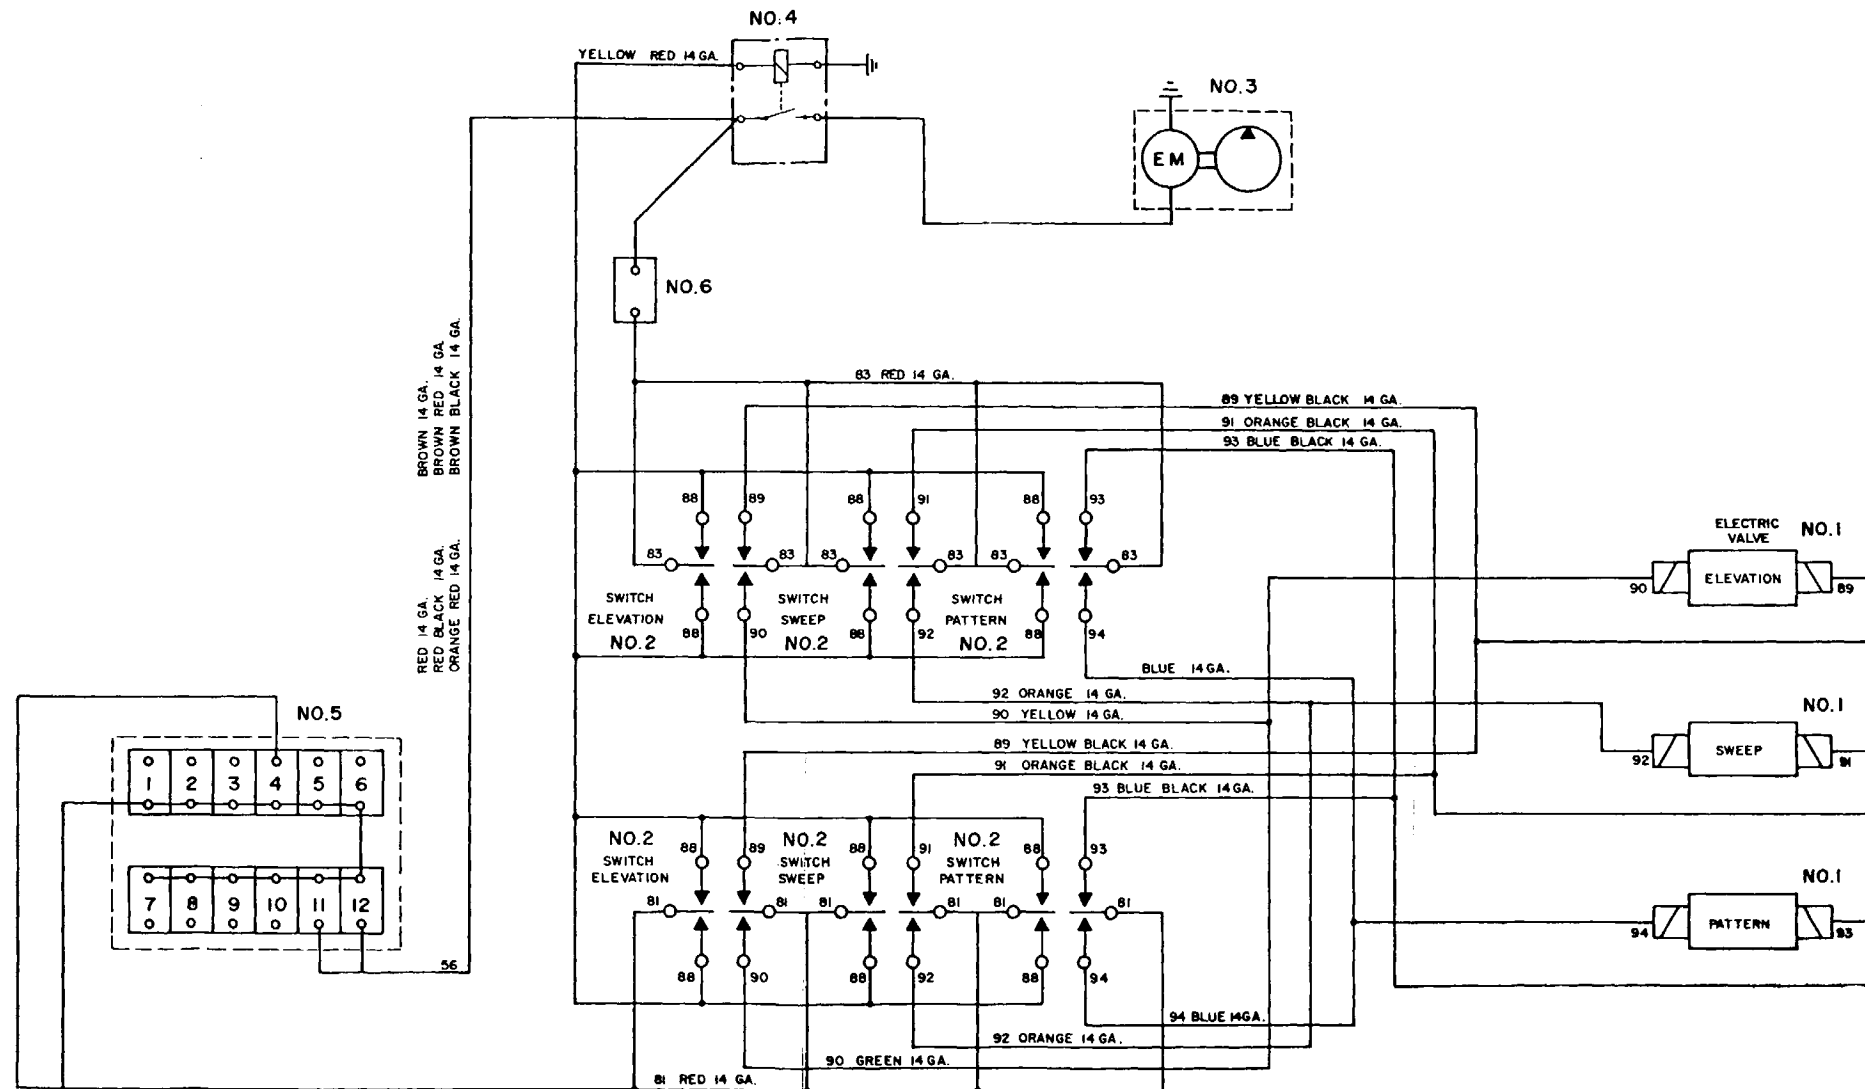 NO.4
YELLOW RED 14 GA.
NO.3
EM
NO.6
BROWN 14 GA.
BROWN RED 14 GA.
BROWN BLACK 14 GA.
RED 14 GA.
RED BLACK 14 GA.
ORANGE RED 14 GA.
83 RED 14 GA.
89 YELLOW BLACK 14 GA.
91 ORANGE BLACK 14 GA.
93 BLUE BLACK 14 GA.
88 89 88 91 88 93
83 83 83 83 83 83
SWITCH ELEVATION NO.2
SWITCH SWEEP NO.2
SWITCH PATTERN NO.2
88 90 88 92 88 94
BLUE 14 GA.
92 ORANGE 14 GA.
90 YELLOW 14 GA.
89 YELLOW BLACK 14 GA.
91 ORANGE BLACK 14 GA.
93 BLUE BLACK 14 GA.
ELECTRIC VALVE NO.1
90 ELEVATION 89
NO.1
92 SWEEP 91
NO.1
94 PATTERN 93
NO.5
1 2 3 4 5 6
7 8 9 10 11 12
56
NO.2 SWITCH ELEVATION
NO.2 SWITCH SWEEP
NO.2 SWITCH PATTERN
88 89 88 91 88 93
81 81 81 81 81 81
88 90 88 92 88 94
94 BLUE 14GA.
92 ORANGE 14 GA.
90 GREEN 14 GA.
81 RED 14 GA.